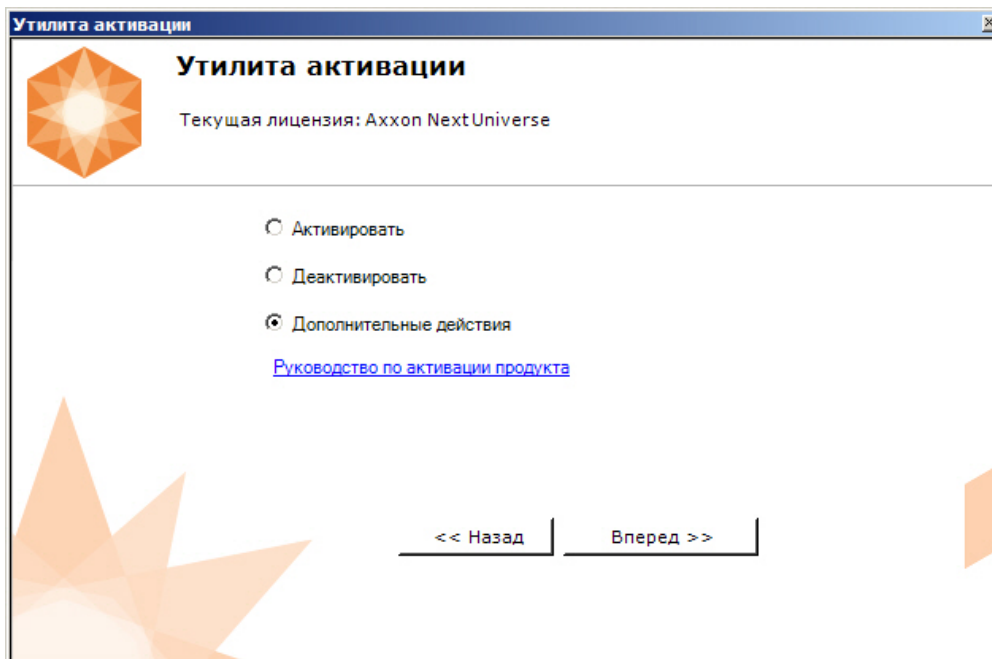 Утилита активации
Утилита активации
Текущая лицензия: Axxon Next Universe
Активировать
Деактивировать
Дополнительные действия
Руководство по активации продукта
<< Назад
Вперед >>